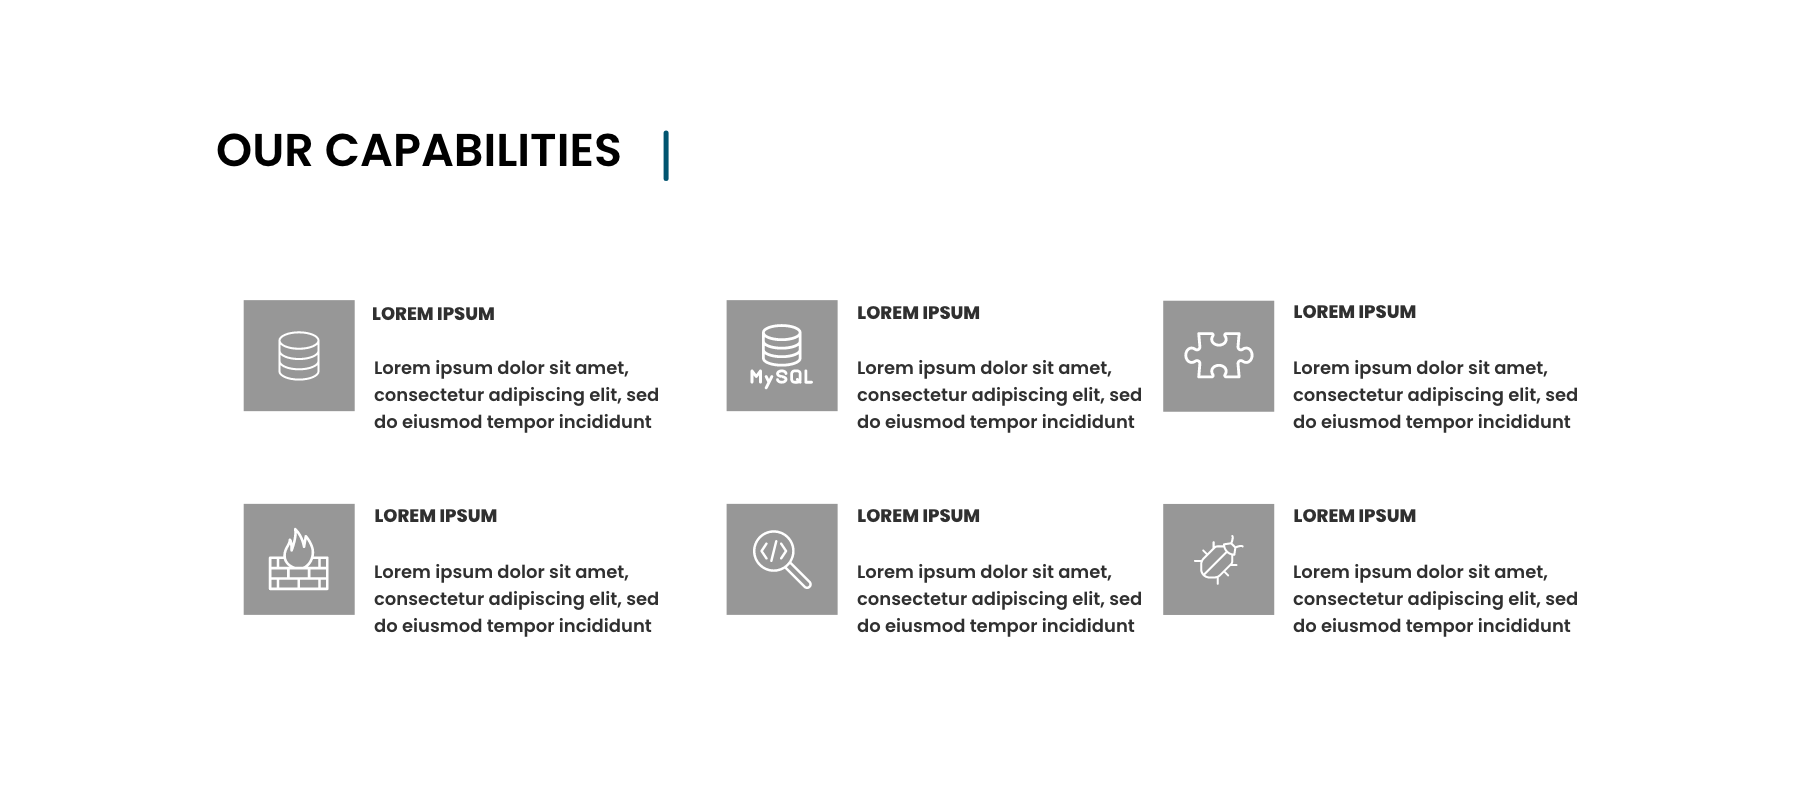 OUR CAPABILITIES
LOREM IPSUM
Lorem ipsum dolor sit amet,
consectetur adipiscing elit, sed
do eiusmod tempor incididunt
MySQL
LOREM IPSUM
Lorem ipsum dolor sit amet,
consectetur adipiscing elit, sed
do eiusmod tempor incididunt
LOREM IPSUM
Lorem ipsum dolor sit amet,
consectetur adipiscing elit, sed
do eiusmod tempor incididunt
LOREM IPSUM
Lorem ipsum dolor sit amet,
consectetur adipiscing elit, sed
do eiusmod tempor incididunt
</>
LOREM IPSUM
Lorem ipsum dolor sit amet,
consectetur adipiscing elit, sed
do eiusmod tempor incididunt
LOREM IPSUM
Lorem ipsum dolor sit amet,
consectetur adipiscing elit, sed
do eiusmod tempor incididunt